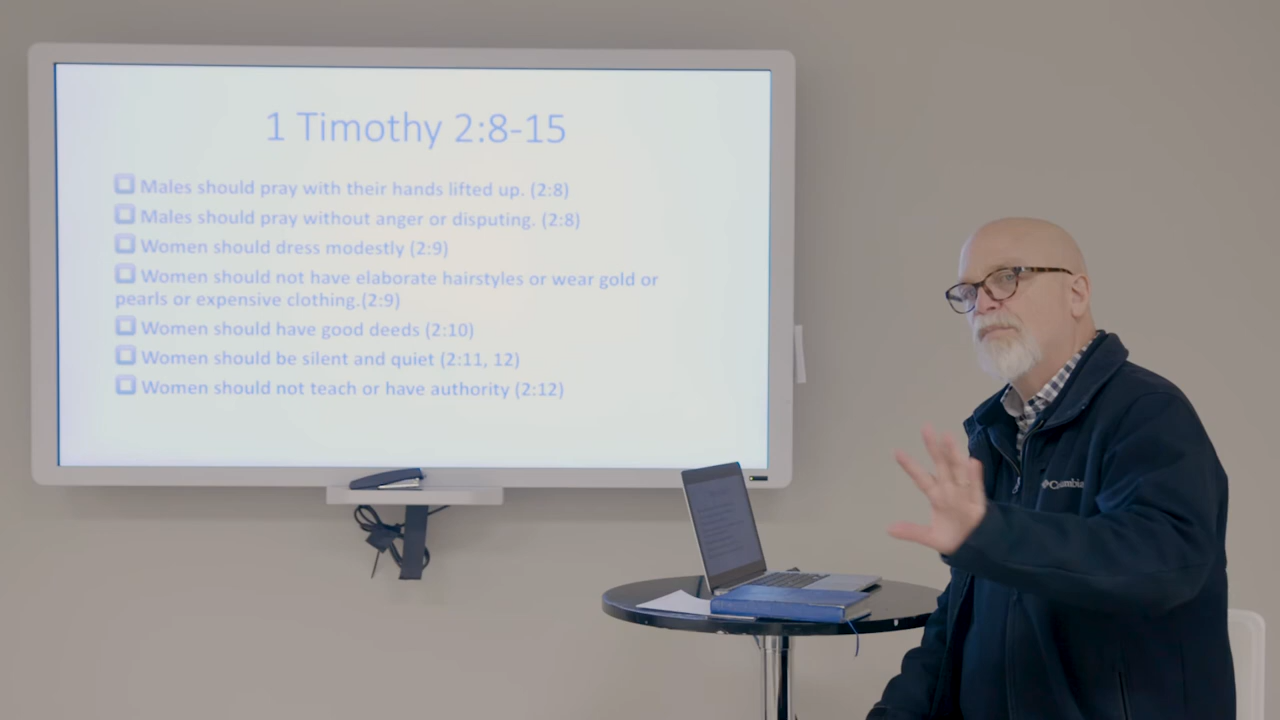 1 Timothy 2:8-15
Males should pray with their hands lifted up. (2:8)
Males should pray without anger or disputing. (2:8)
Women should dress modestly (2:9)
Women should not have elaborate hairstyles or wear gold or
pearls or expensive clothing.(2:9)
Women should have good deeds (2:10)
Women should be silent and quiet (2:11, 12)
Women should not teach or have authority (2:12)
Columbia